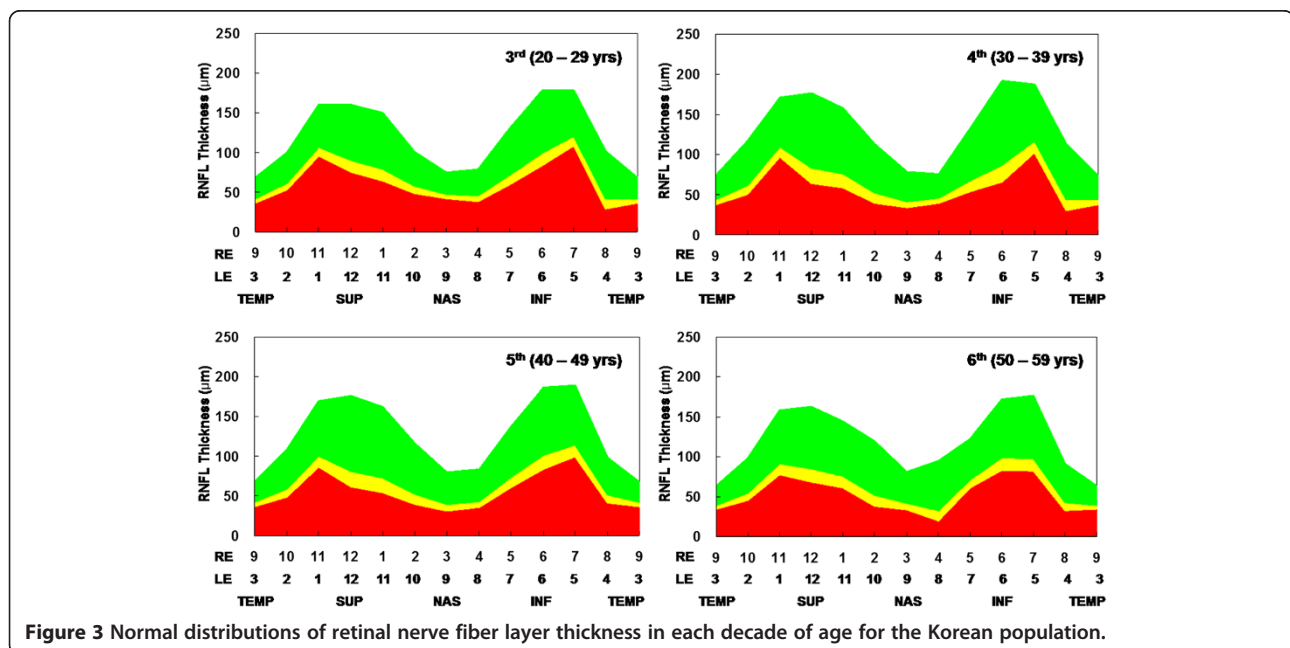 3rd (20 – 29 yrs)
RNFL Thickness (μm)
250
200
150
100
50
0
RE 9 10 11 12 1 2 3 4 5 6 7 8 9
LE 3 2 1 12 11 10 9 8 7 6 5 4 3
TEMP SUP NAS INF TEMP
4th (30 – 39 yrs)
RNFL Thickness (μm)
250
200
150
100
50
0
RE 9 10 11 12 1 2 3 4 5 6 7 8 9
LE 3 2 1 12 11 10 9 8 7 6 5 4 3
TEMP SUP NAS INF TEMP
5th (40 – 49 yrs)
RNFL Thickness (μm)
250
200
150
100
50
0
RE 9 10 11 12 1 2 3 4 5 6 7 8 9
LE 3 2 1 12 11 10 9 8 7 6 5 4 3
TEMP SUP NAS INF TEMP
6th (50 – 59 yrs)
RNFL Thickness (μm)
250
200
150
100
50
0
RE 9 10 11 12 1 2 3 4 5 6 7 8 9
LE 3 2 1 12 11 10 9 8 7 6 5 4 3
TEMP SUP NAS INF TEMP
Figure 3 Normal distributions of retinal nerve fiber layer thickness in each decade of age for the Korean population.